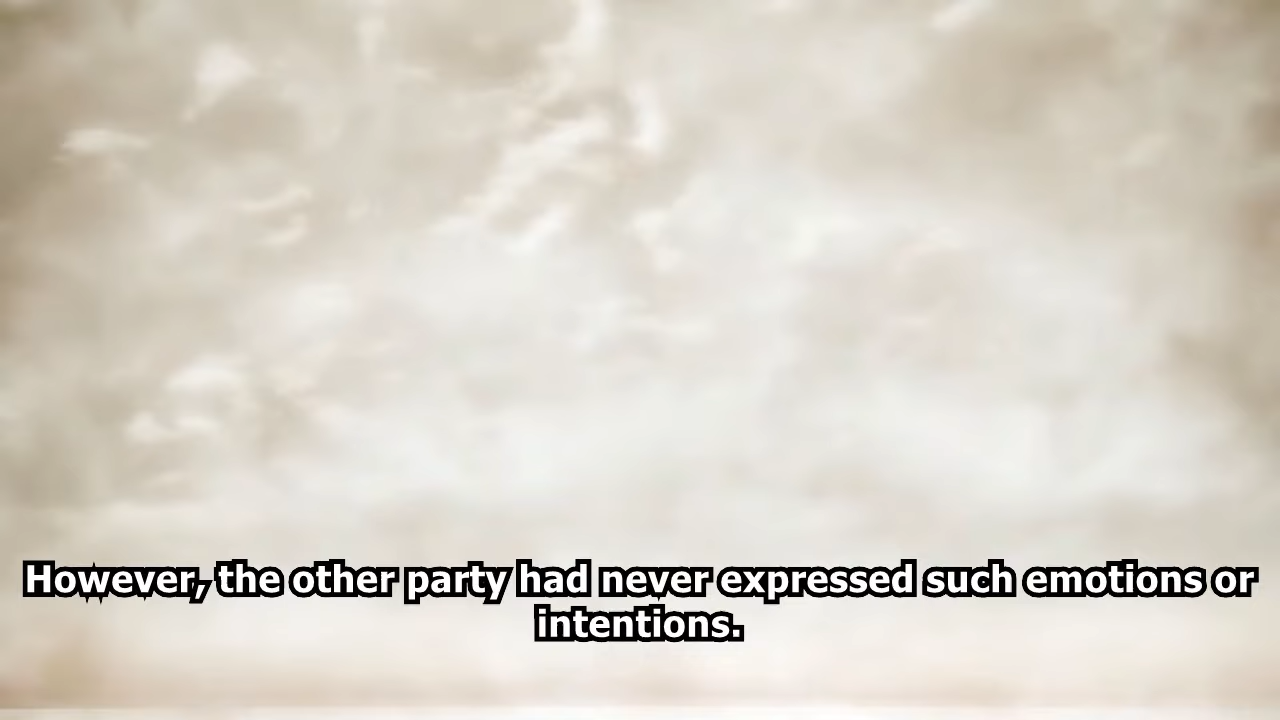 However, the other party had never expressed such emotions or
intentions.